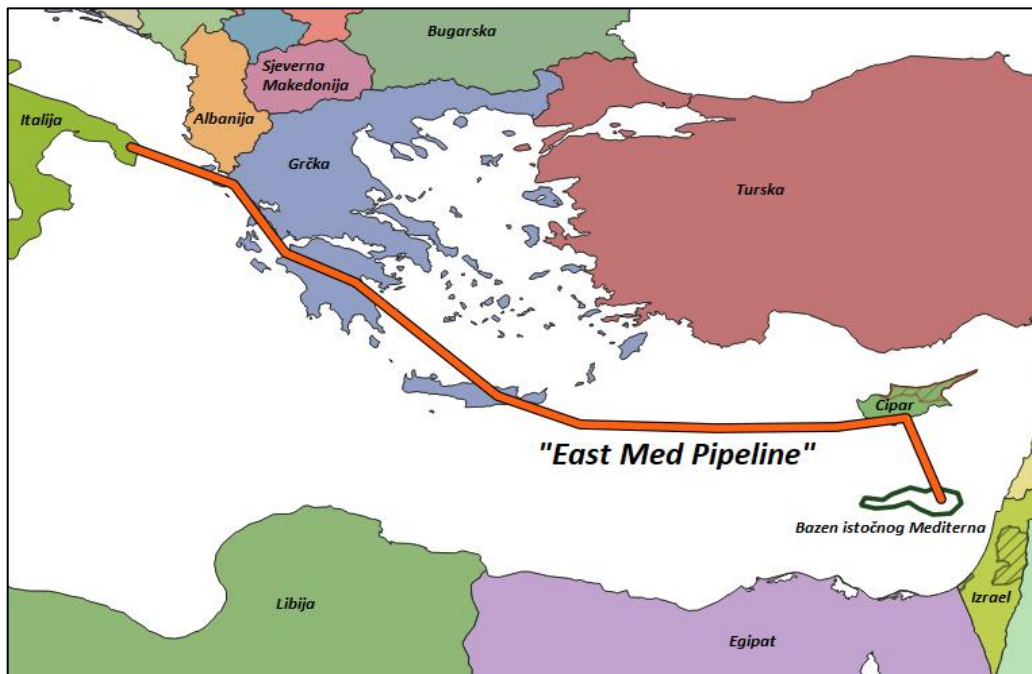 Bugarska
Sjeverna
Makedonija
Italija
Albanija
Grčka
Turska
Cipar
"East Med Pipeline"
Bazen istočnog Mediterna
Libija
Izrael
Egipat